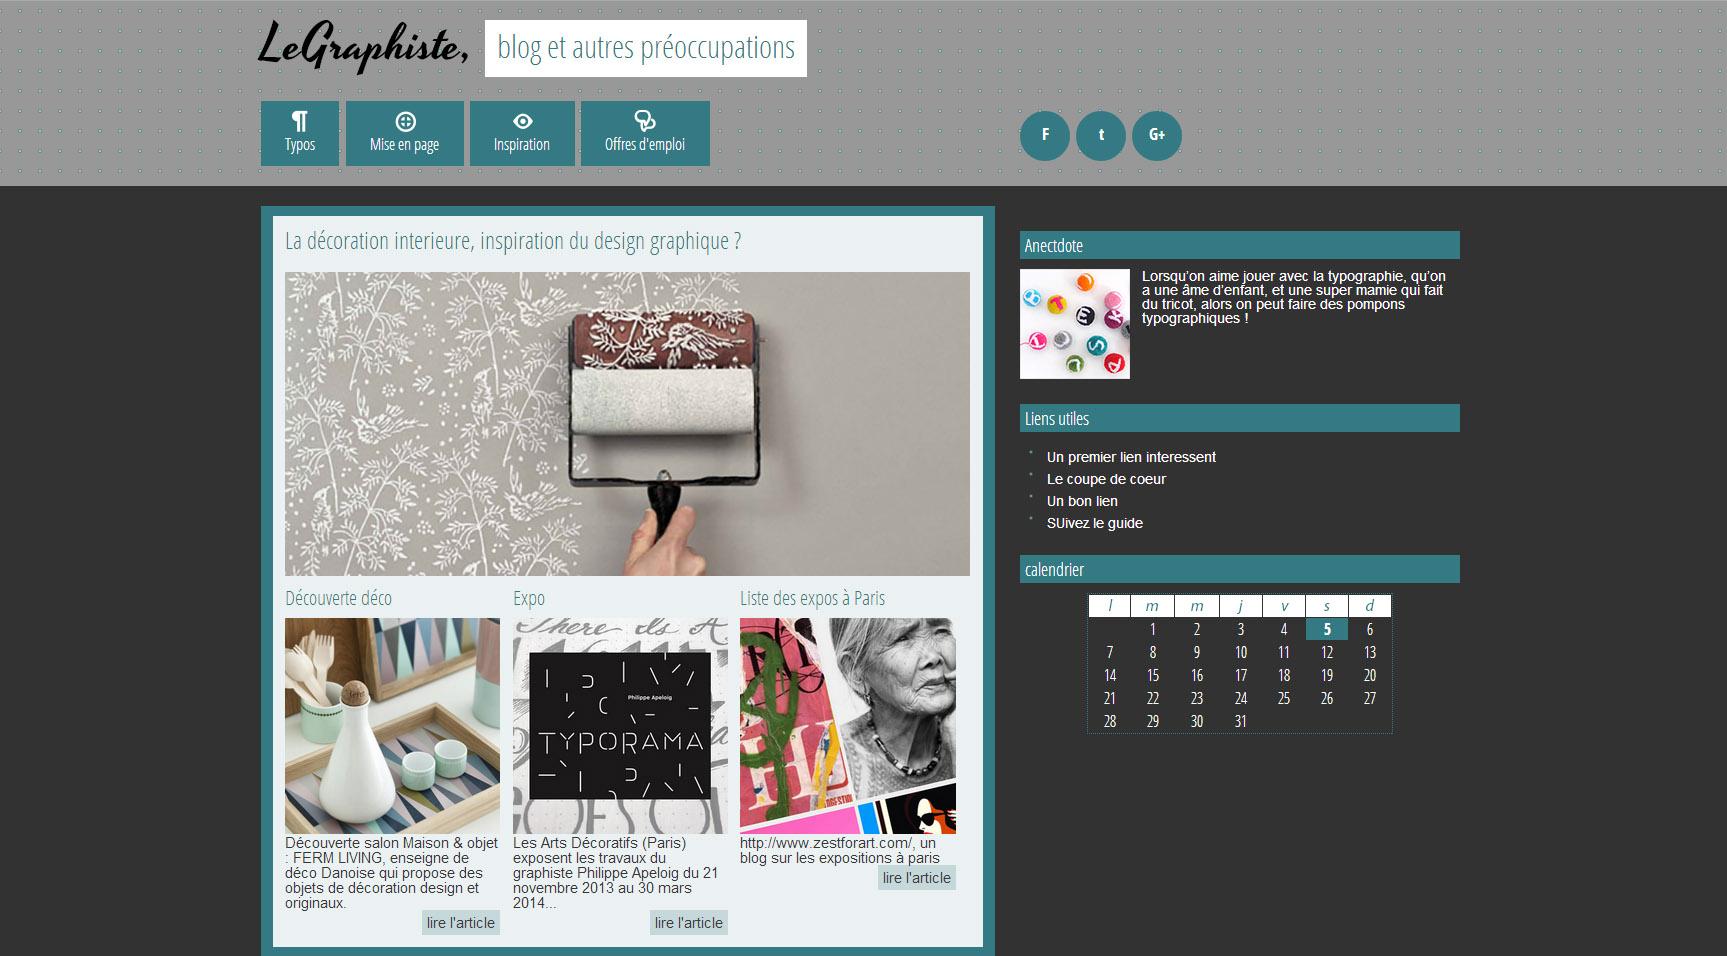 LeGraphiste,
blog et autres préoccupations
Typos
Mise en page
Inspiration
Offres d'emploi
F
t
G+
La décoration interieure, inspiration du design graphique ?
Découverte déco
Découverte salon Maison & objet
: FERM LIVING, enseigne de
déco Danoise qui propose des
objets de décoration design et
originaux.
lire l'article
Expo
There is A
Philippe Apeloig
TYPORAMA
Les Arts Décoratifs (Paris)
exposent les travaux du
graphiste Philippe Apeloig du 21
novembre 2013 au 30 mars
2014...
lire l'article
Liste des expos à Paris
http://www.zestforart.com/, un
blog sur les expositions à paris
lire l'article
Anectdote
Lorsqu'on aime jouer avec la typographie, qu'on
a une âme d'enfant, et une super mamie qui fait
du tricot, alors on peut faire des pompons
typographiques !
Liens utiles
Un premier lien interessent
Le coupe de coeur
Un bon lien
SUivez le guide
calendrier
l m m j v s d
1 2 3 4 5 6
7 8 9 10 11 12 13
14 15 16 17 18 19 20
21 22 23 24 25 26 27
28 29 30 31